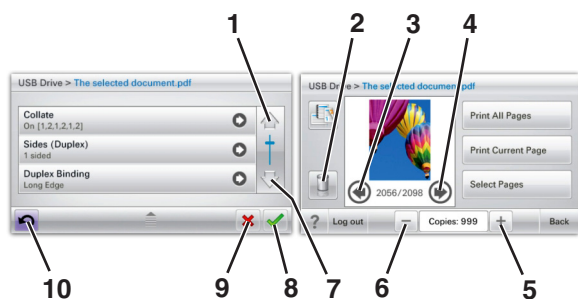 1
2
3
4
USB Drive > The selected document.pdf
Collate
On [1,2,1,2,1,2]
Sides (Duplex)
1 sided
Duplex Binding
Long Edge
USB Drive > The selected document.pdf
Print All Pages
Print Current Page
Select Pages
2056/2098
? Log out
Copies: 999
Back
10
9
8
7
6
5